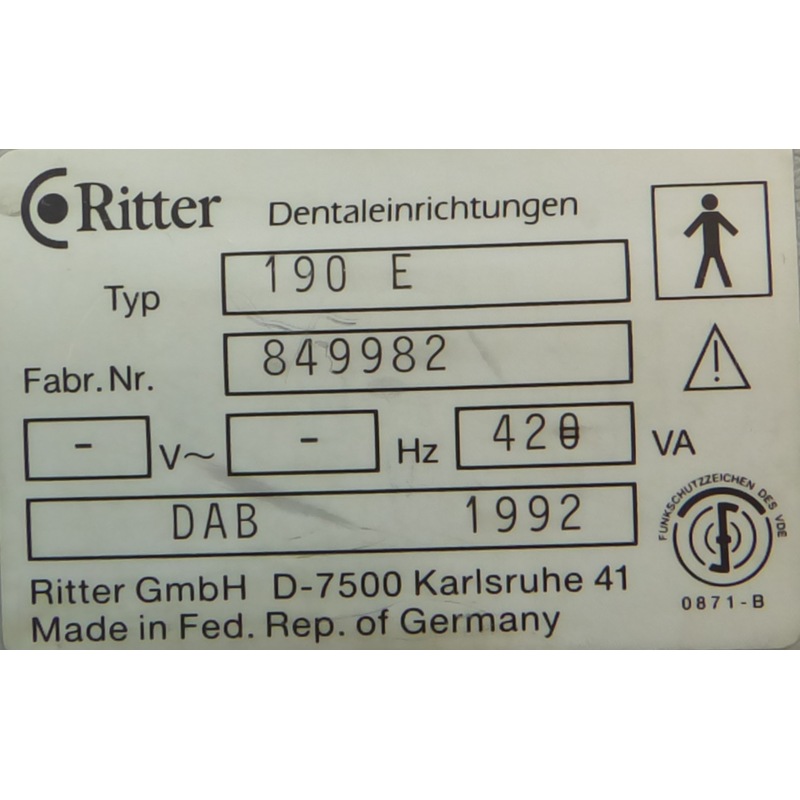 Ritter Dentaleinrichtungen
Typ 190 E
Fabr. Nr. 849982
- V~ - Hz 420 VA
DAB 1992
FUNKSCHUTZZEICHEN DES VDE
0871-B
Ritter GmbH D-7500 Karlsruhe 41
Made in Fed. Rep. of Germany